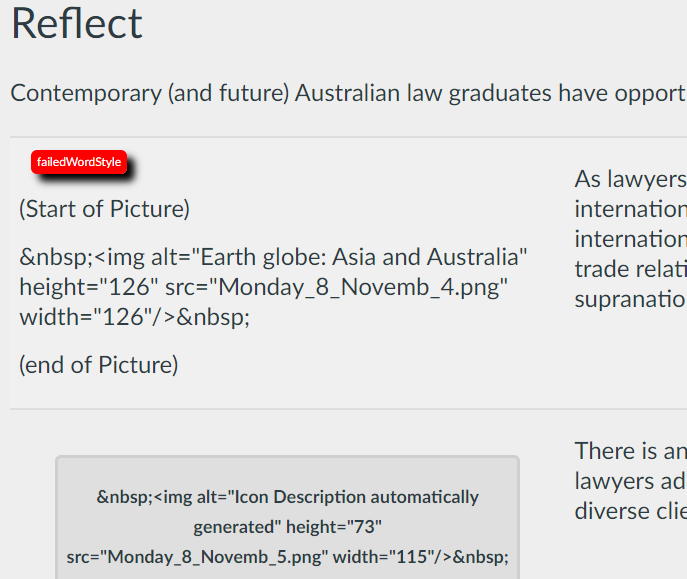 Reflect
Contemporary (and future) Australian law graduates have opport
failedWordStyle
(Start of Picture)
&nbsp;<img alt="Earth globe: Asia and Australia"
height="126" src="Monday_8_Novemb_4.png"
width="126"/>&nbsp;
(end of Picture)
As lawyers
internation
internation
trade relati
supranatio
&nbsp;<img alt="Icon Description automatically
generated" height="73"
src="Monday_8_Novemb_5.png" width="115"/>&nbsp;
There is an
lawyers ad
diverse clie